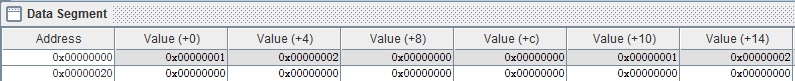 Data Segment
Address Value (+0) Value (+4) Value (+8) Value (+c) Value (+10) Value (+14)
0x00000000 0x00000001 0x00000002 0x00000000 0x00000000 0x00000001 0x00000002
0x00000020 0x00000000 0x00000000 0x00000000 0x00000000 0x00000000 0x00000000